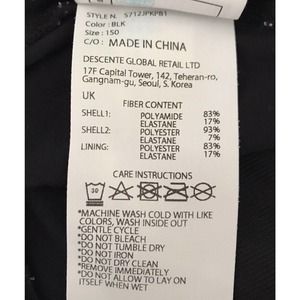 STYLE N. S712JPKP81
Color : BLK
Size : 150
C/O : MADE IN CHINA
DESCENTE GLOBAL RETAIL LTD
17F Capital Tower, 142, Teheran-ro,
Gangnam-gu, Seoul, S. Korea
UK
FIBER CONTENT
SHELL1: POLYAMIDE 83%
ELASTANE 17%
SHELL2: POLYESTER 93%
ELASTANE 7%
LINING: POLYESTER 83%
ELASTANE 17%
CARE INSTRUCTIONS
30
*MACHINE WASH COLD WITH LIKE
COLORS, WASH INSIDE OUT
*GENTLE CYCLE
*DO NOT BLEACH
*DO NOT TUMBLE DRY
*DO NOT IRON
*DO NOT DRY CLEAN
*REMOVE IMMEDIATELY
*DO NOT ALLOW TO LAY ON
ITSELF WHEN WET